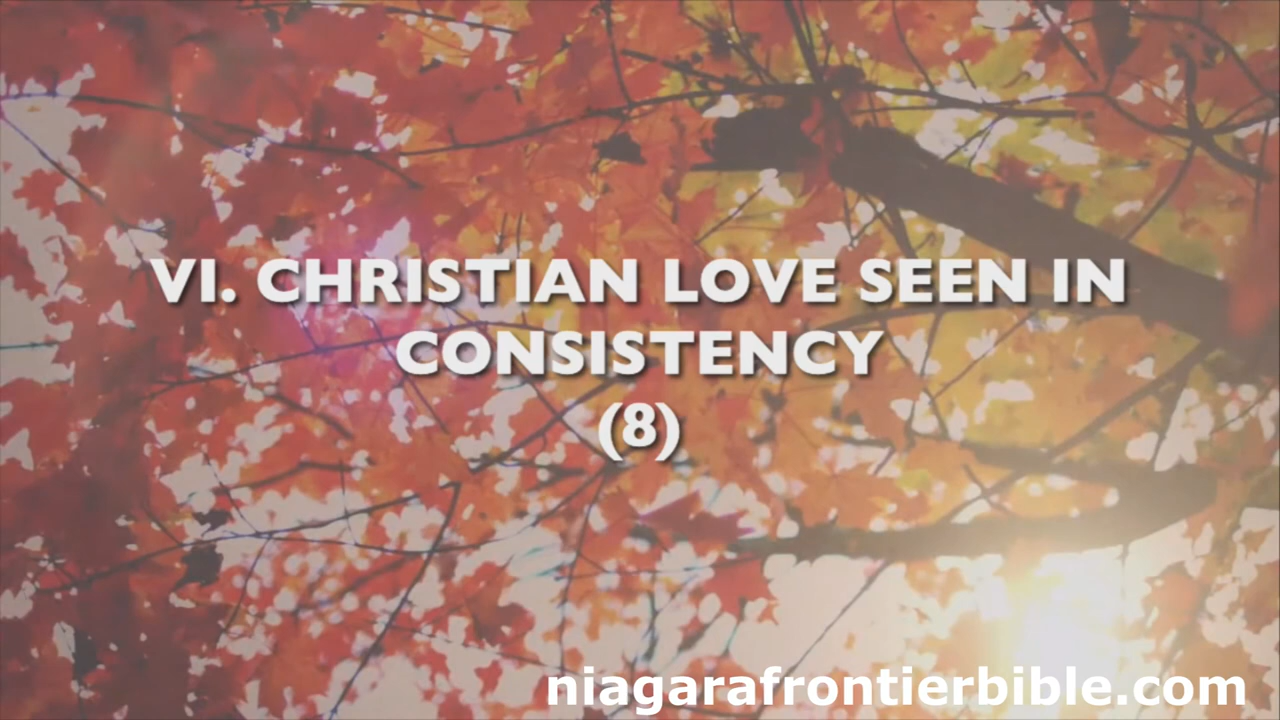 VI. CHRISTIAN LOVE SEEN IN
CONSISTENCY
(8)
niagarafrontierbible.com